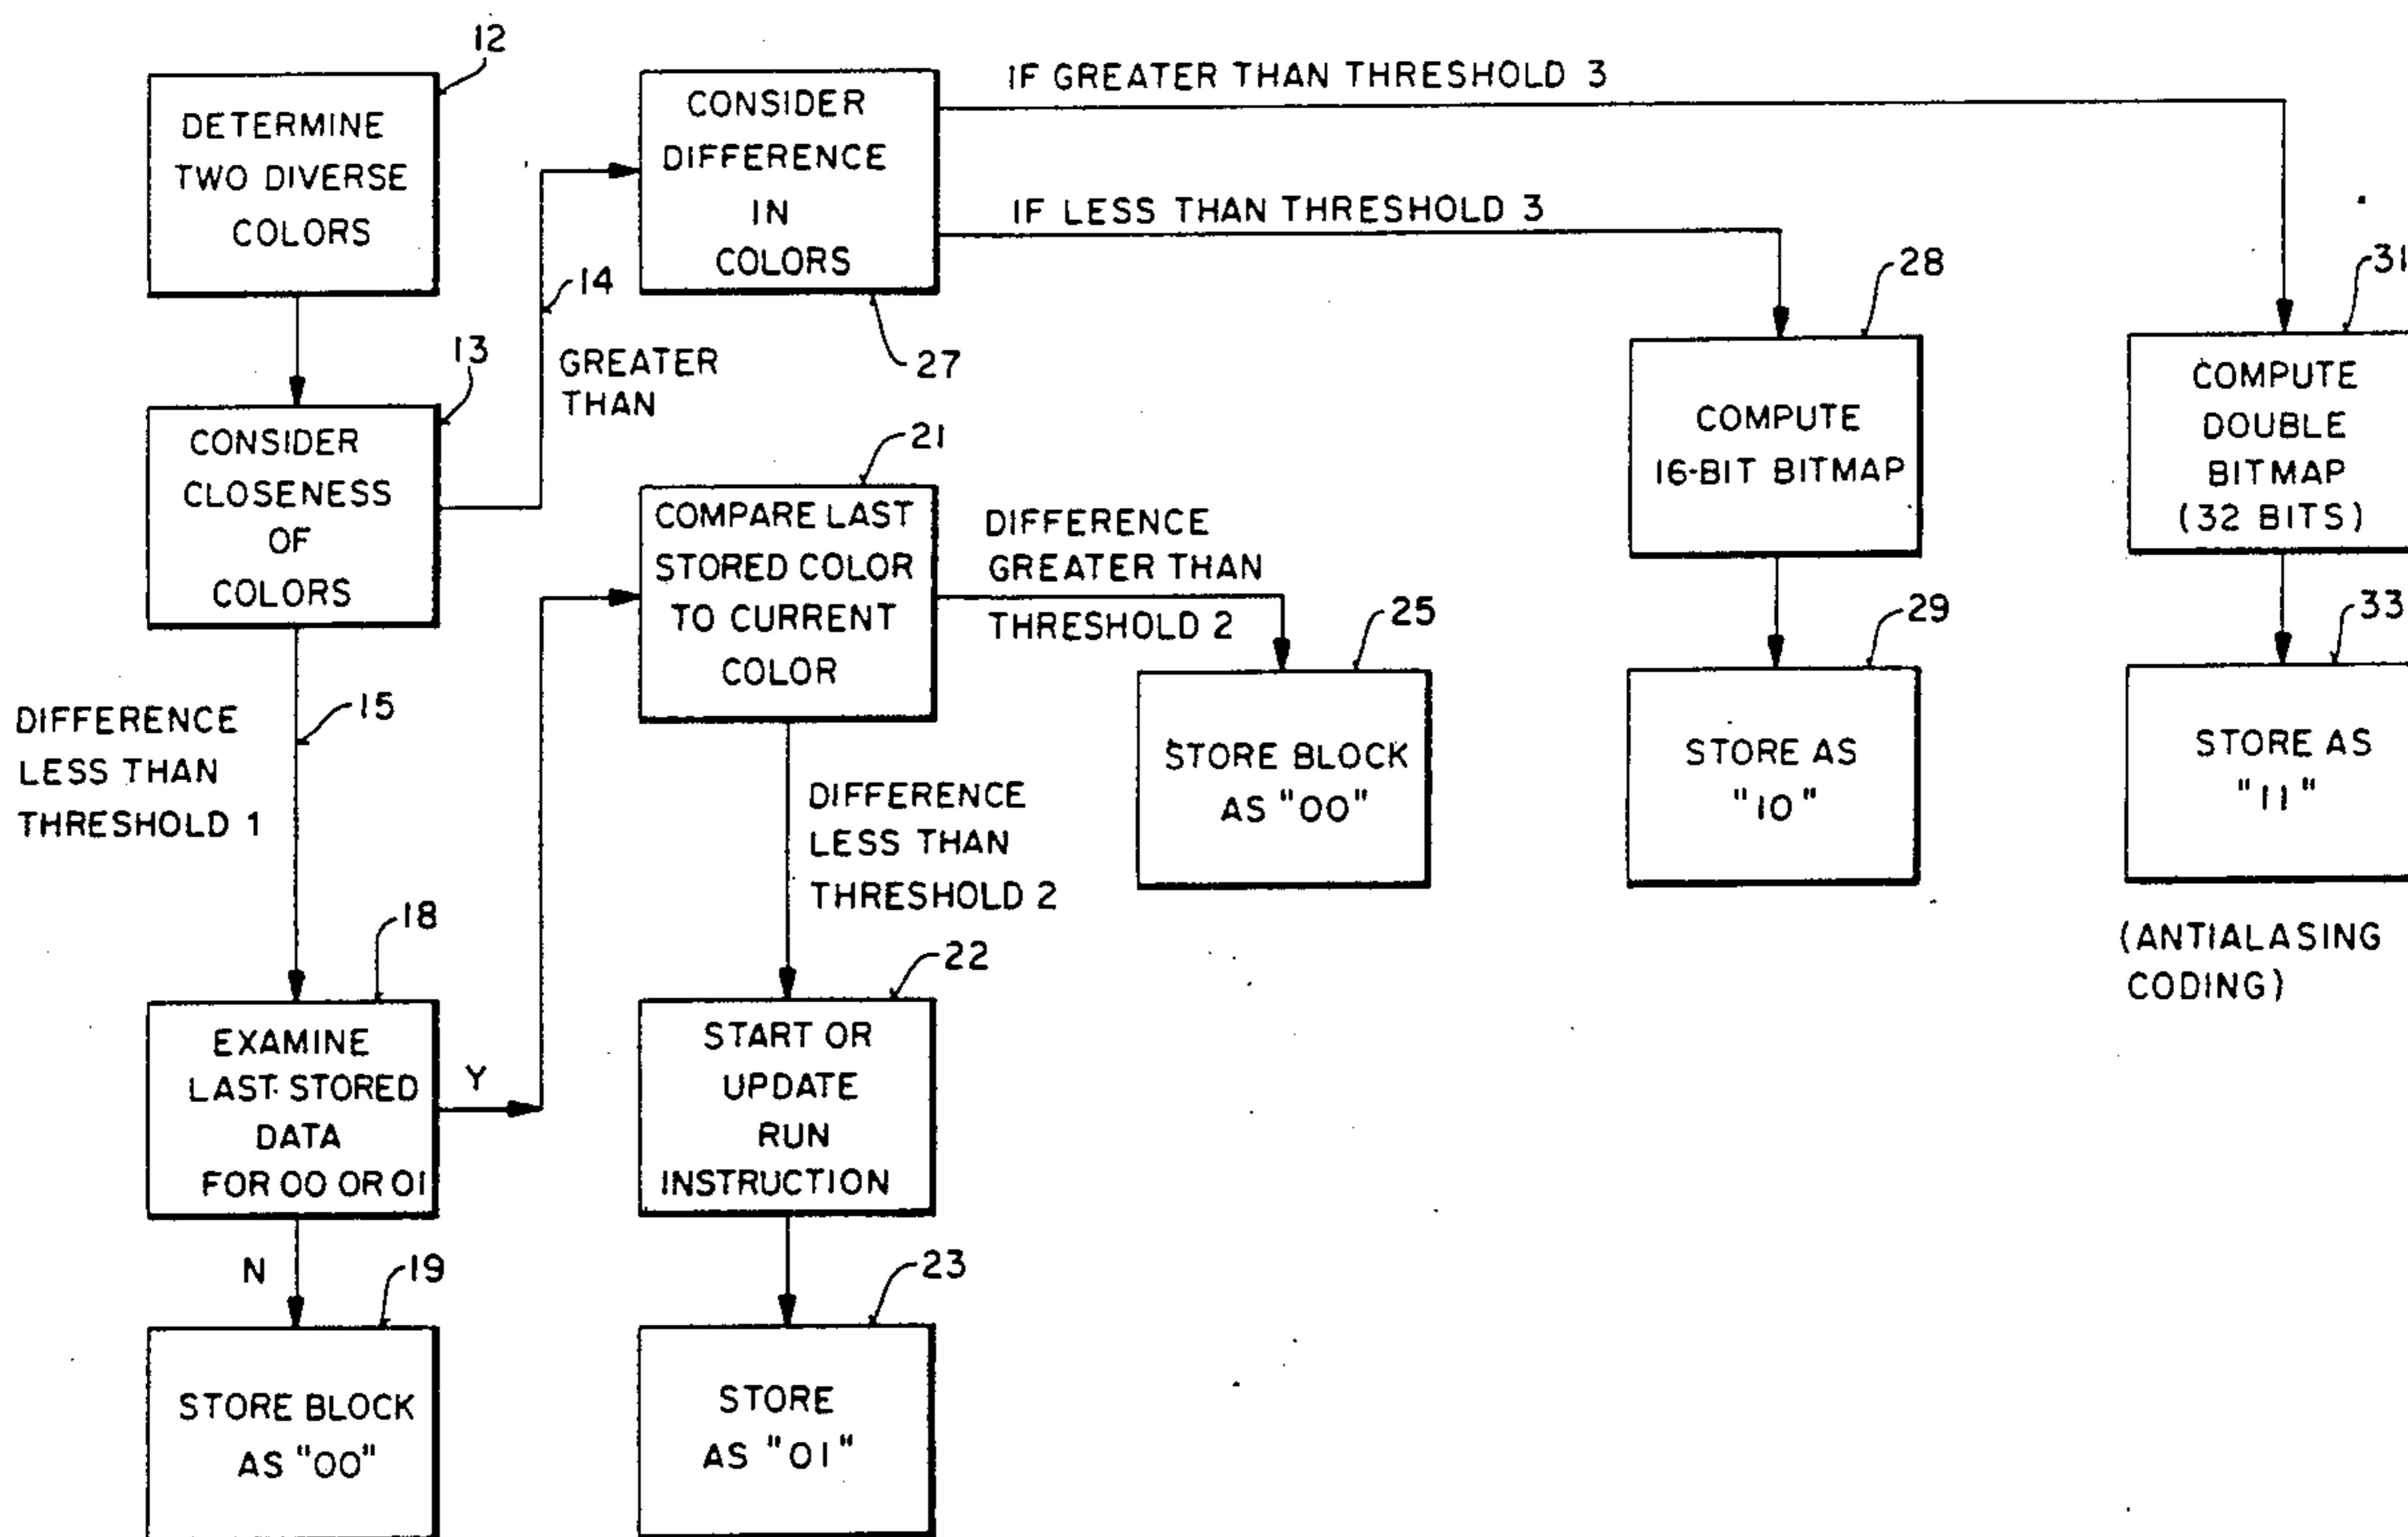 12
DETERMINE
TWO DIVERSE
COLORS
13
CONSIDER
CLOSENESS
OF
COLORS
14
GREATER
THAN
CONSIDER
DIFFERENCE
IN
COLORS
27
IF GREATER THAN THRESHOLD 3
IF LESS THAN THRESHOLD 3
28
COMPUTE
16-BIT BITMAP
29
STORE AS
"10"
31
COMPUTE
DOUBLE
BITMAP
(32 BITS)
33
STORE AS
"11"
(ANTIALASING
CODING)
15
DIFFERENCE
LESS THAN
THRESHOLD 1
21
COMPARE LAST
STORED COLOR
TO CURRENT
COLOR
DIFFERENCE
GREATER THAN
THRESHOLD 2
25
STORE BLOCK
AS "00"
DIFFERENCE
LESS THAN
THRESHOLD 2
18
EXAMINE
LAST STORED
DATA
FOR 00 OR 01
Y
N
19
STORE BLOCK
AS "00"
22
START OR
UPDATE
RUN
INSTRUCTION
23
STORE
AS "01"